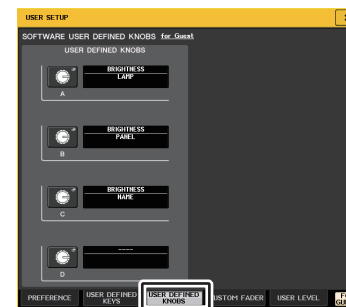 USER SETUP
SOFTWARE USER DEFINED KNOBS for Guest
USER DEFINED KNOBS
BRIGHTNESS
LAMP
A
BRIGHTNESS
PANEL
B
BRIGHTNESS
NAME
C
----
D
PREFERENCE
USER DEFINED
KEYS
USER DEFINED
KNOBS
USTOM FADER
USER LEVEL